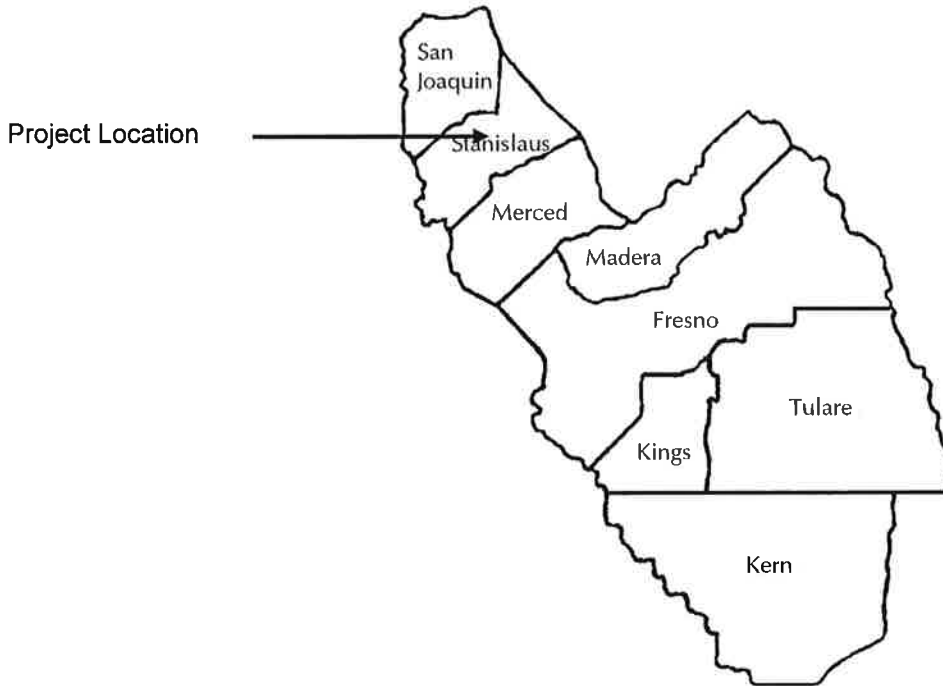 San
Joaquin
Project Location
Stanislaus
Merced
Madera
Fresno
Tulare
Kings
Kern